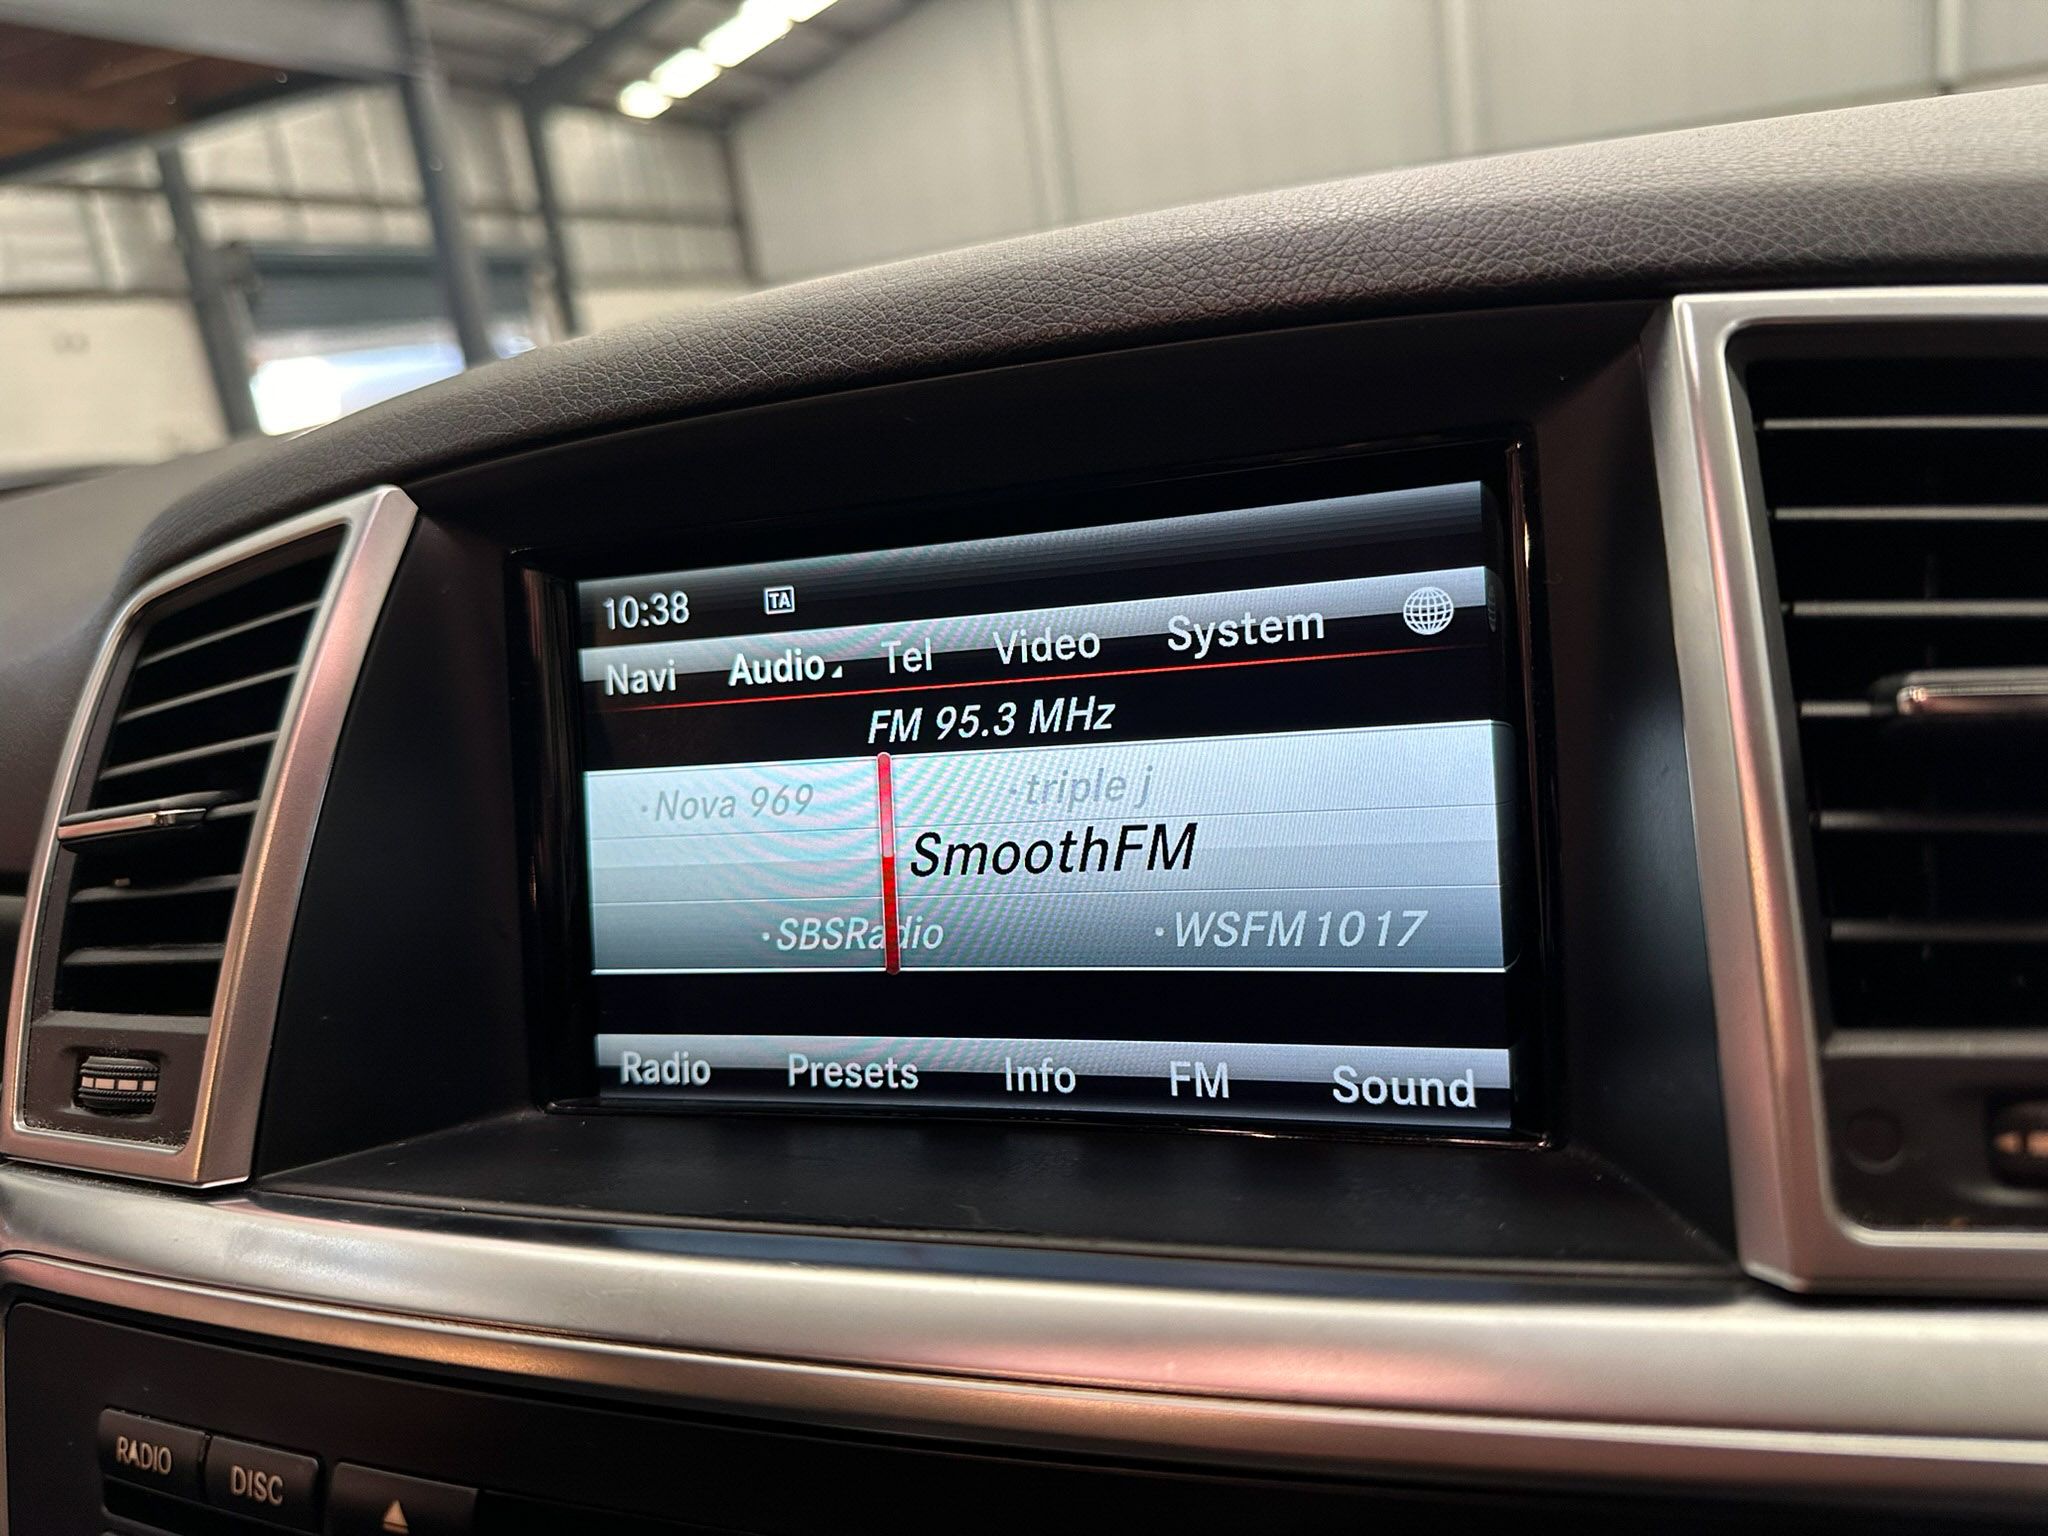 10:38 TA
Navi Audio Tel Video System
FM 95.3 MHz
·Nova 969 ·triple j
SmoothFM
·SBSRadio ·WSFM1017
Radio Presets Info FM Sound
RADIO DISC